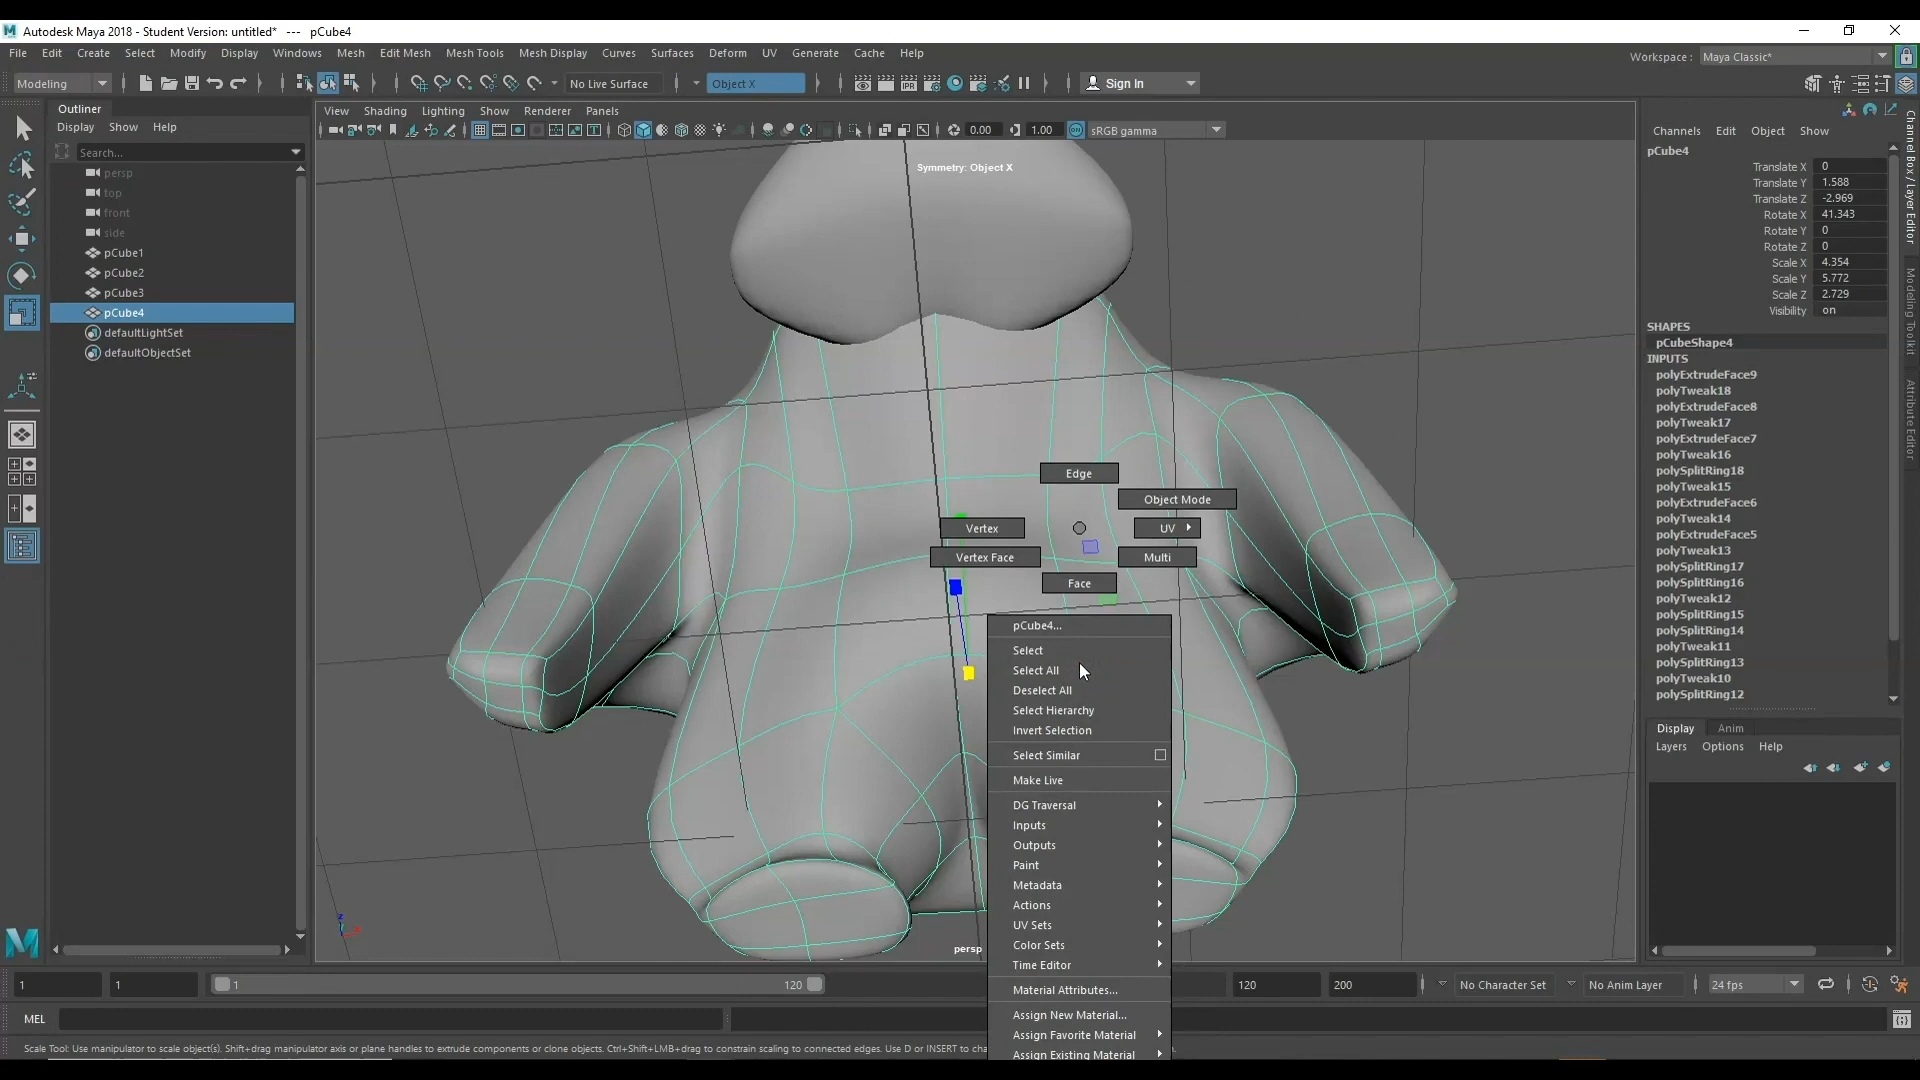 Autodesk Maya 2018 - Student Version: untitled* --- pCube4
File Edit Create Select Modify Display Windows Mesh Edit Mesh Mesh Tools Mesh Display Curves Surfaces Deform UV Generate Cache Help
Workspace : Maya Classic*
Modeling
No Live Surface
Object X
IPR
Sign In
Outliner
Display Show Help
Search...
persp
top
front
side
pCube1
pCube2
pCube3
pCube4
defaultLightSet
defaultObjectSet
View Shading Lighting Show Renderer Panels
0.00
1.00
sRGB gamma
Symmetry: Object X
Edge
Object Mode
Vertex
UV
Vertex Face
Multi
Face
pCube4...
Select
Select All
Deselect All
Select Hierarchy
Invert Selection
Select Similar
Make Live
DG Traversal
Inputs
Outputs
Paint
Metadata
Actions
UV Sets
Color Sets
Time Editor
Material Attributes...
Assign New Material...
Assign Favorite Material
Assign Existing Material
persp
Channels Edit Object Show
pCube4
Translate X 0
Translate Y 1.588
Translate Z -2.969
Rotate X 41.343
Rotate Y 0
Rotate Z 0
Scale X 4.354
Scale Y 5.772
Scale Z 2.729
Visibility on
SHAPES
pCubeShape4
INPUTS
polyExtrudeFace9
polyTweak18
polyExtrudeFace8
polyTweak17
polyExtrudeFace7
polyTweak16
polySplitRing18
polyTweak15
polyExtrudeFace6
polyTweak14
polyExtrudeFace5
polyTweak13
polySplitRing17
polySplitRing16
polyTweak12
polySplitRing15
polySplitRing14
polyTweak11
polySplitRing13
polyTweak10
polySplitRing12
Display Anim
Layers Options Help
Channel Box / Layer Editor
Modeling Toolkit
Attribute Editor
1 1 1 120 120 200 No Character Set No Anim Layer 24 fps
MEL
Scale Tool: Use manipulator to scale object(s). Shift+drag manipulator axis or plane handles to extrude components or clone objects. Ctrl+Shift+LMB+drag to constrain scaling to connected edges. Use D or INSERT to cha